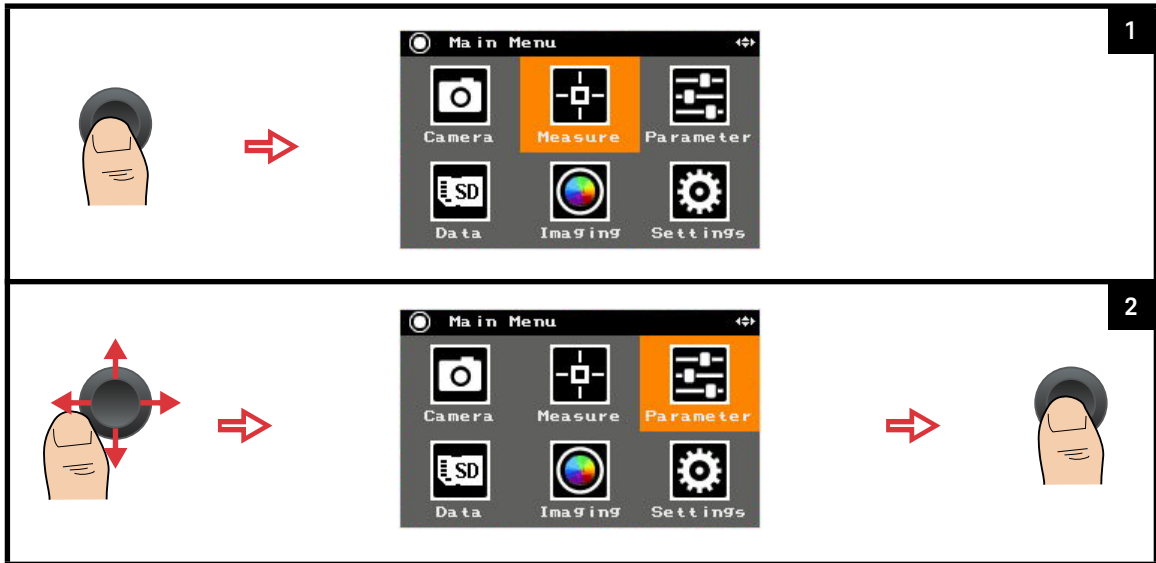 1
Main Menu
Camera Measure Parameter
SD
Data Imaging Settings
2
Main Menu
Camera Measure Parameter
SD
Data Imaging Settings